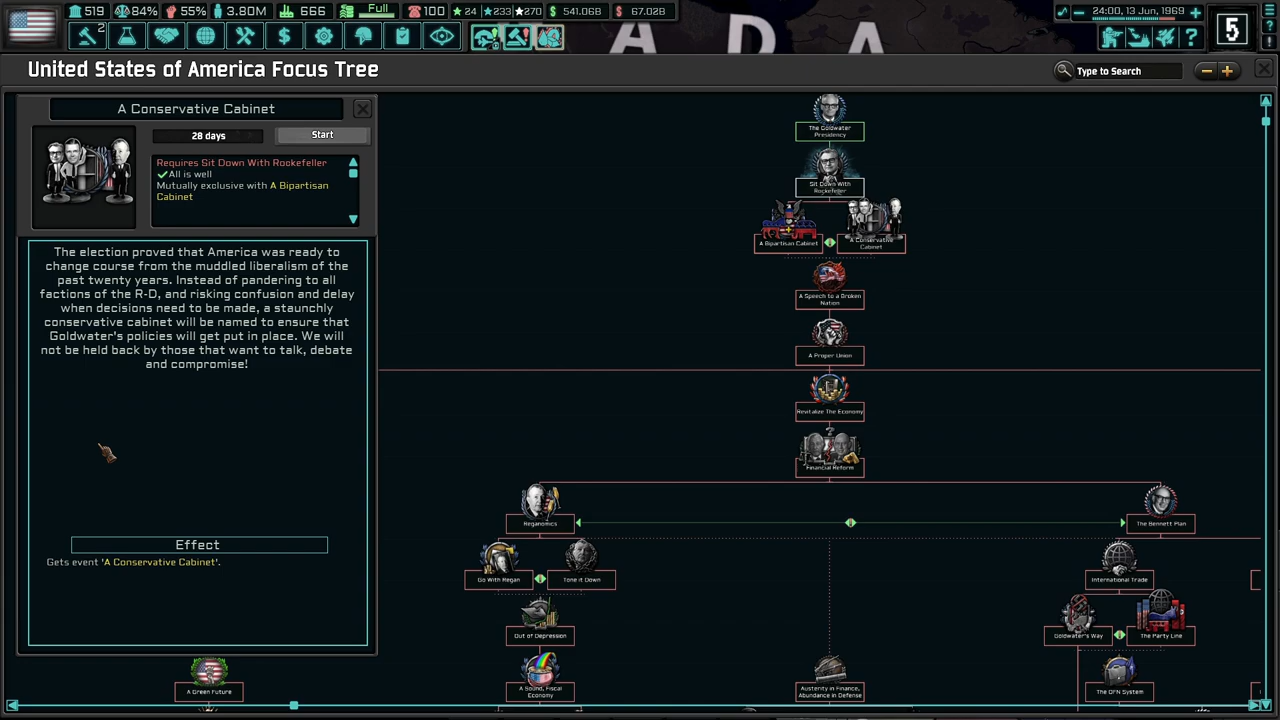 519 84% 55% 3.80M 666 Full 100 24 233 270 $ 541.06B $ 67.02B
24:00, 13 Jun, 1969
2
5
A D A
United States of America Focus Tree
Type to Search
A Conservative Cabinet
28 days
Start
Requires Sit Down With Rockefeller
All is well
Mutually exclusive with A Bipartisan
Cabinet
The election proved that America was ready to
change course from the muddled liberalism of the
past twenty years. Instead of pandering to all
factions of the R-D, and risking confusion and delay
when decisions need to be made, a staunchly
conservative cabinet will be named to ensure that
Goldwater's policies will get put in place. We will
not be held back by those that want to talk, debate
and compromise!
Effect
Gets event 'A Conservative Cabinet'.
The Goldwater
Presidency
Sit Down With
Rockefeller
A Bipartisan Cabinet
A Conservative
Cabinet
A Speech to a Broken
Nation
A Proper Union
Revitalize The Economy
Financial Reform
Reganomics
The Bennett Plan
Go With Regan
Tone it Down
International Trade
Out of Depression
Goldwater's Way
The Party Line
A Green Future
A Sound, Fiscal
Economy
Austerity in Finance,
Abundance in Defense
The OFN System